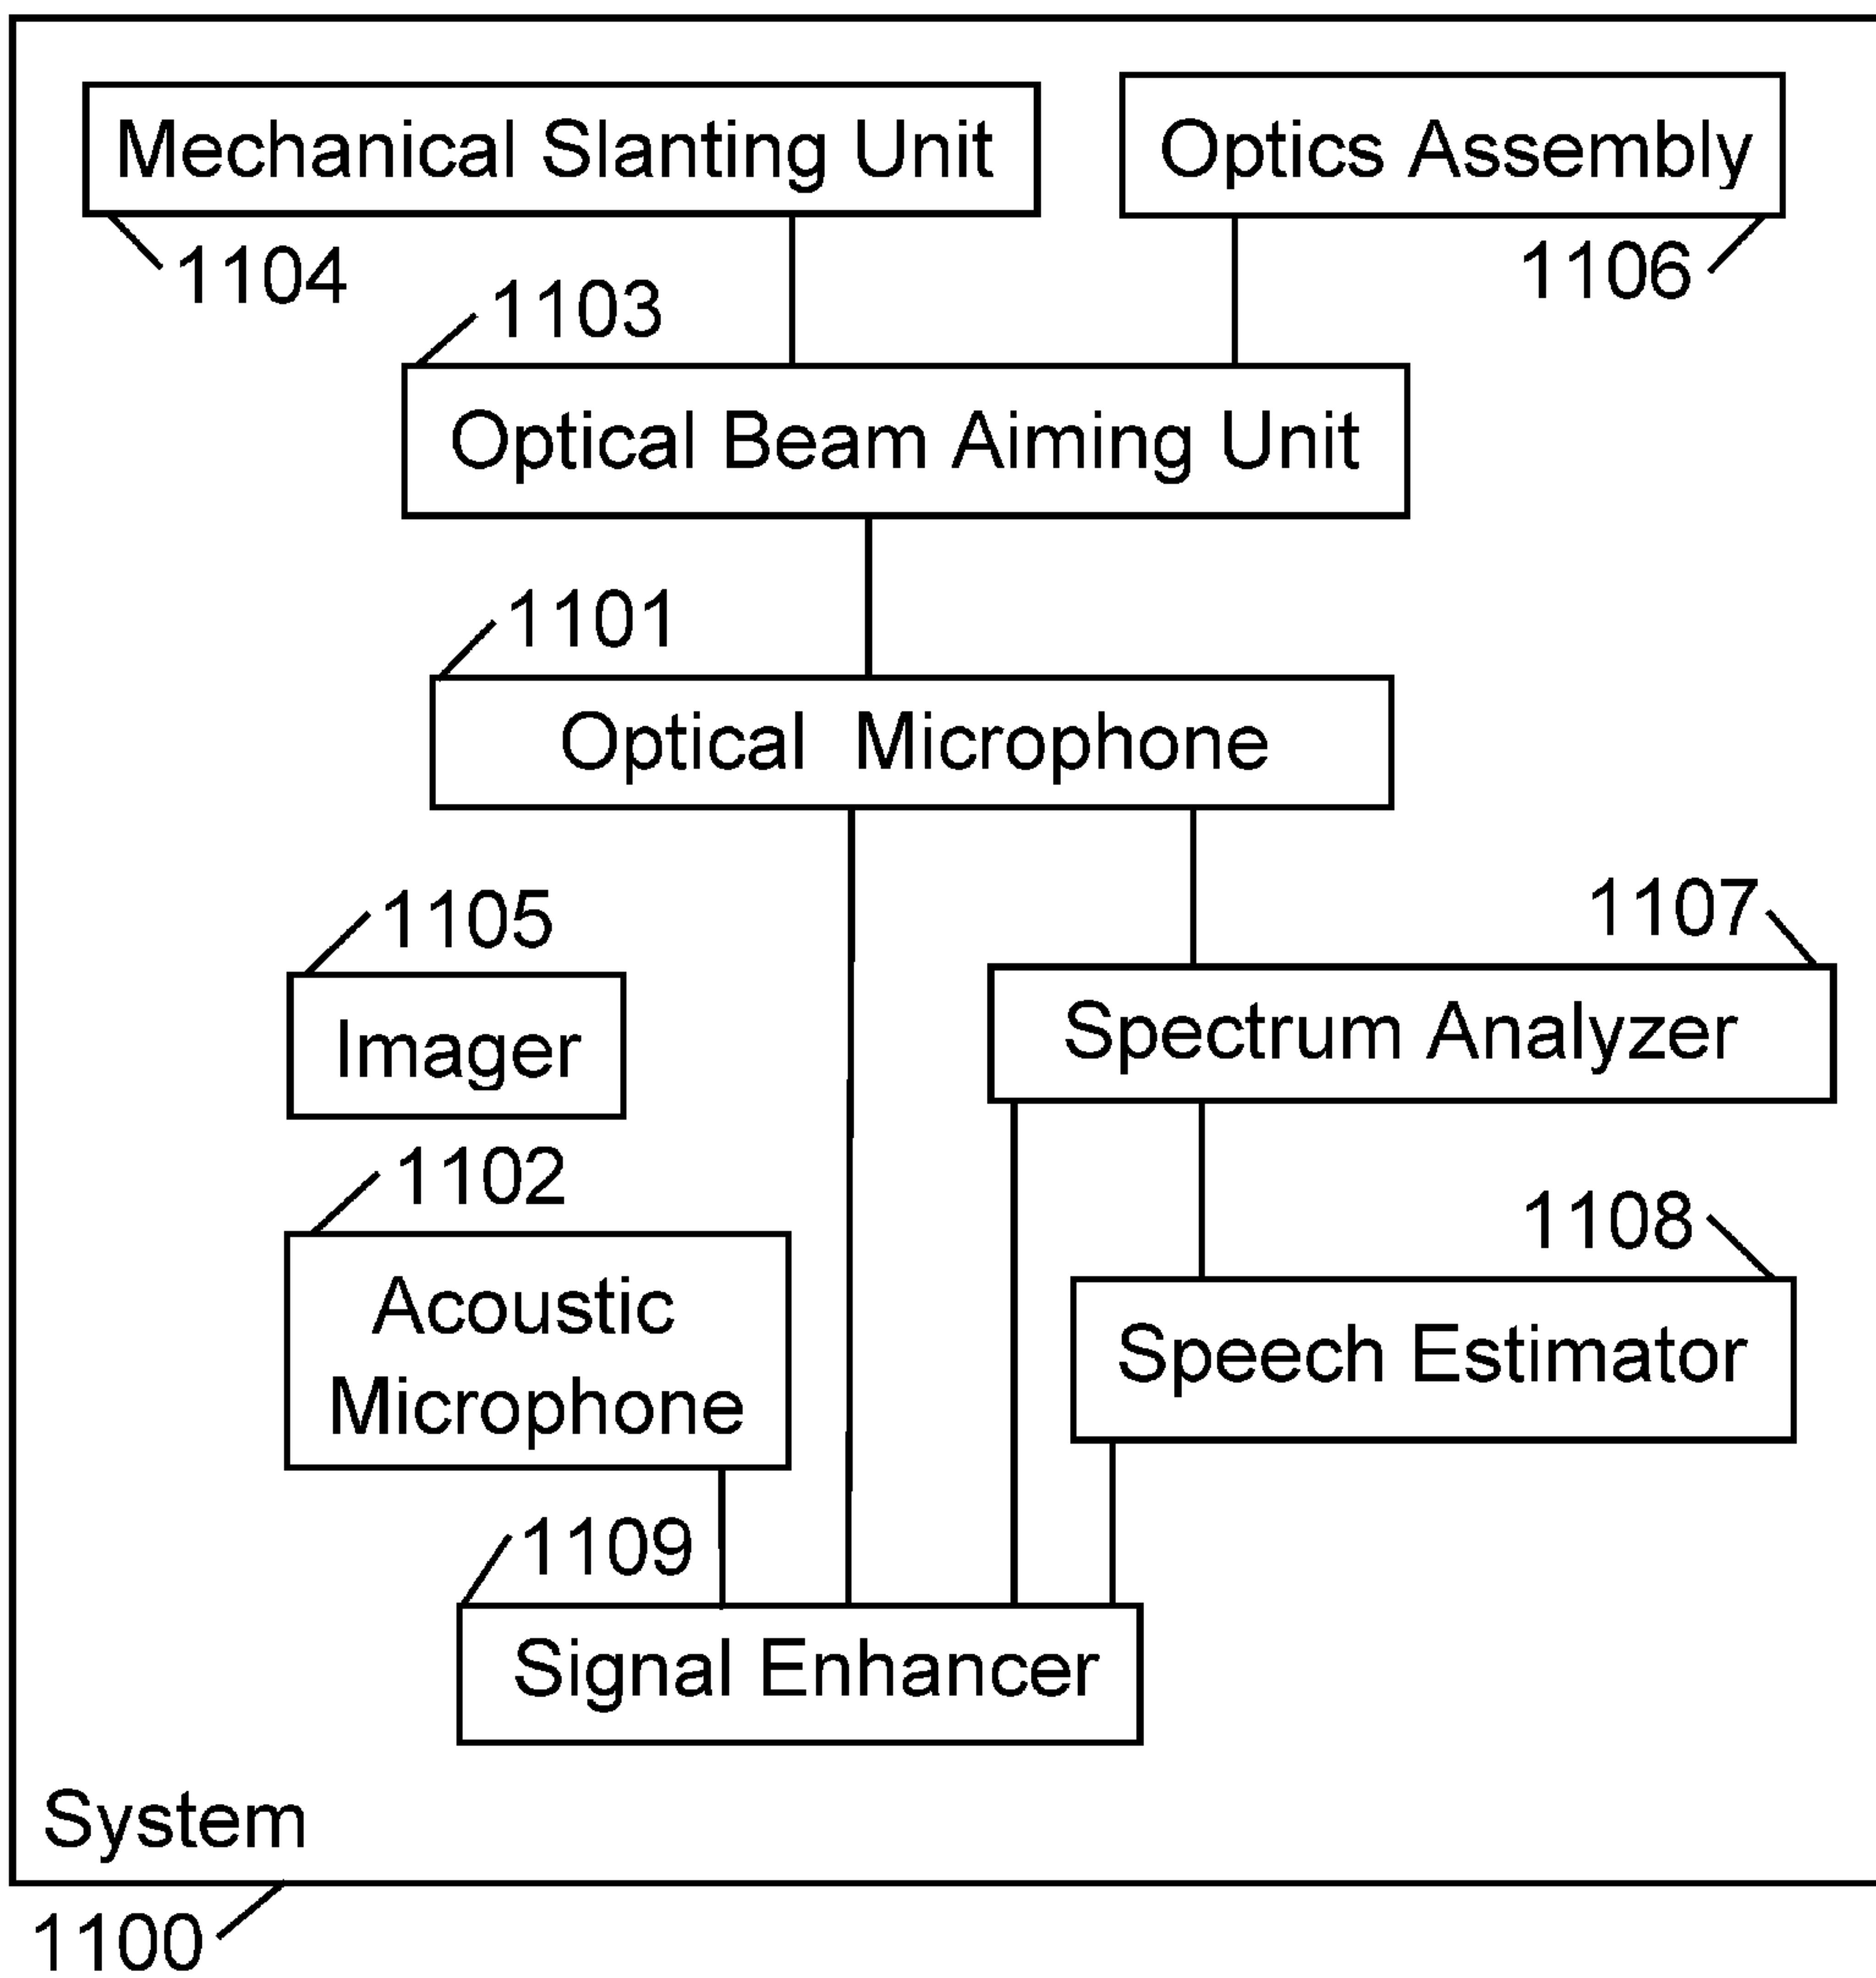 Mechanical Slanting Unit
Optics Assembly
1104
1106
1103
Optical Beam Aiming Unit
1101
Optical Microphone
1105
1107
Imager
Spectrum Analyzer
1102
1108
Acoustic
Microphone
Speech Estimator
1109
Signal Enhancer
System
1100